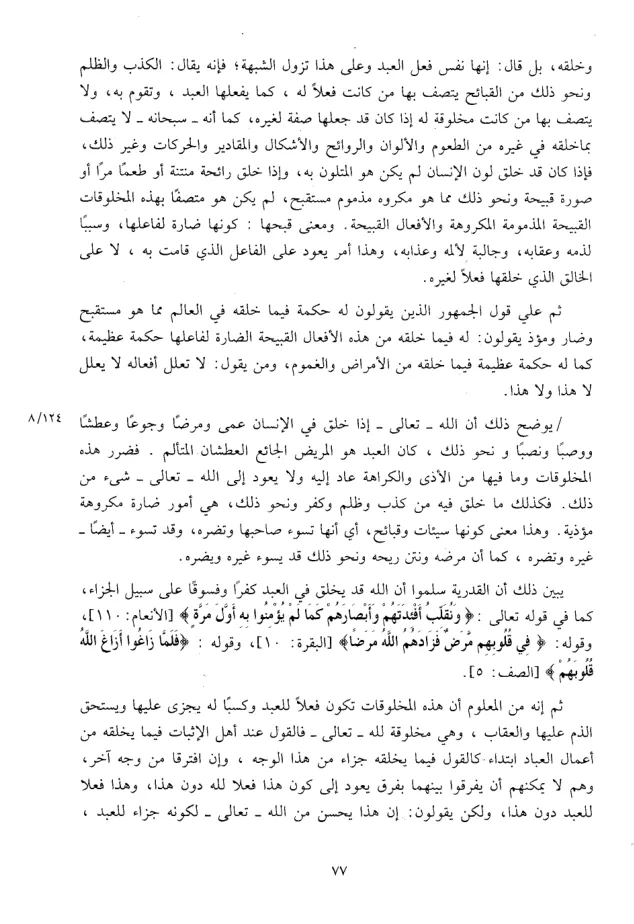 وخلقه، بل قال: إنها نفس فعل العبد وعلى هذا تزول الشبهة؛ فإنه يقال: الكذب والظلم
ونحو ذلك من القبائح يتصف بها من كانت فعلاً له ، كما يفعلها العبد ، وتقوم به، ولا
يتصف بها من كانت مخلوقة له إذا كان قد جعلها صفة لغيره، كما أنه ـ سبحانه ـ لا يتصف
بما خلقه في غيره من الطعوم والألوان والروائح والأشكال والمقادير والحركات وغير ذلك،
فإذا كان قد خلق لون الإنسان لم يكن هو المتلون به، وإذا خلق رائحة منتنة أو طعمًا مرًا أو
صورة قبيحة ونحو ذلك مما هو مكروه مذموم مستقبح، لم يكن هو متصفًا بهذه المخلوقات
القبيحة المذمومة المكروهة والأفعال القبيحة. ومعنى قبحها : كونها ضارة لفاعلها، وسببًا
لذمه وعقابه، وجالبة لألمه وعذابه، وهذا أمر يعود على الفاعل الذي قامت به ، لا على
الخالق الذي خلقها فعلاً لغيره.
ثم علي قول الجمهور الذين يقولون له حكمة فيما خلقه في العالم مما هو مستقبح
وضار ومؤذ يقولون: له فيما خلقه من هذه الأفعال القبيحة الضارة لفاعلها حكمة عظيمة،
كما له حكمة عظيمة فيما خلقه من الأمراض والغموم، ومن يقول: لا تعلل أفعاله لا يعلل
لا هذا ولا هذا.
٨/١٢٤ / يوضح ذلك أن الله ـ تعالى ـ إذا خلق في الإنسان عمى ومرضًا وجوعًا وعطشًا
ووصبًا ونصبًا و نحو ذلك ، كان العبد هو المريض الجائع العطشان المتألم . فضرر هذه
المخلوقات وما فيها من الأذى والكراهة عاد إليه ولا يعود إلى الله ـ تعالى ـ شىء من
ذلك. فكذلك ما خلق فيه من كذب وظلم وكفر ونحو ذلك، هي أمور ضارة مكروهة
مؤذية. وهذا معنى كونها سيئات وقبائح، أي أنها تسوء صاحبها وتضره، وقد تسوء ـ أيضًا ـ
غيره وتضره ، كما أن مرضه ونتن ريحه ونحو ذلك قد يسوء غيره ويضره.
يبين ذلك أن القدرية سلموا أن الله قد يخلق في العبد كفرًا وفسوقًا على سبيل الجزاء،
كما في قوله تعالى :﴿ وَنُقَلِّبُ أَفْئِدَتَهُمْ وَأَبْصَارَهُمْ كَمَا لَمْ يُؤْمِنُوا بِهِ أَوَّلَ مَرَّةٍ ﴾ [الأنعام: ١١٠]،
وقوله: ﴿ فِي قُلُوبِهِم مَّرَضٌ فَزَادَهُمُ اللَّهُ مَرَضًا﴾ [البقرة: ١٠]، وقوله : ﴿فَلَمَّا زَاغُوا أَزَاغَ اللَّهُ
قُلُوبَهُمْ ﴾ [الصف: ٥].
ثم إنه من المعلوم أن هذه المخلوقات تكون فعلاً للعبد وكسبًا له يجزى عليها ويستحق
الذم عليها والعقاب ، وهي مخلوقة لله ـ تعالى ـ فالقول عند أهل الإثبات فيما يخلقه من
أعمال العباد ابتداء كالقول فيما يخلقه جزاء من هذا الوجه ، وإن افترقا من وجه آخر،
وهم لا يمكنهم أن يفرقوا بينهما بفرق يعود إلى كون هذا فعلا لله دون هذا، وهذا فعلا
للعبد دون هذا، ولكن يقولون: إن هذا يحسن من الله ـ تعالى ـ لكونه جزاء للعبد ،
٧٧